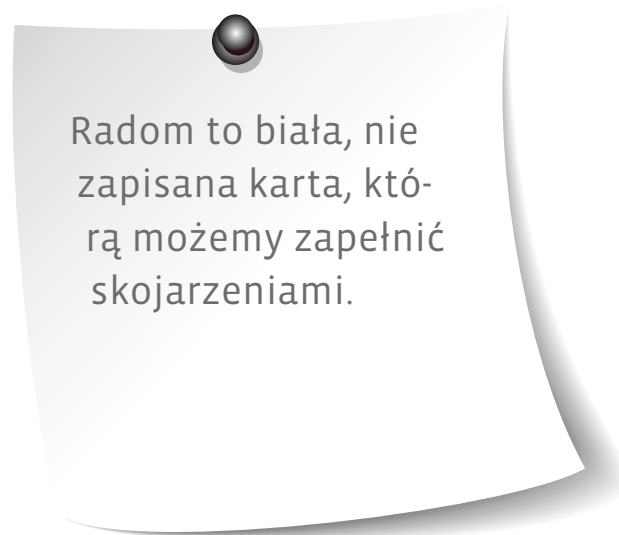 Radom to biała, nie
zapisana karta, któ-
rą możemy zapełnić
skojarzeniami.